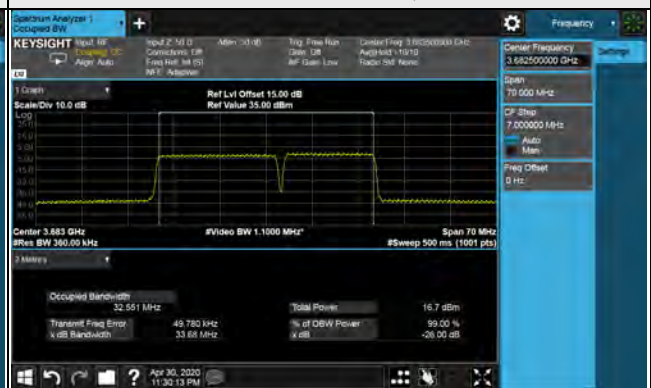 Spectrum Analyzer 1
Occupied BW
Frequency
KEYSIGHT Input: RF
Coupling: DC
Align: Auto
Input Z: 50 Ω
Corrections: Off
Freq Ref: Int (S)
NFE: Adaptive
Atten: 30 dB
Trig: Free Run
Gate: Off
#IF Gain: Low
Center Freq: 3.682500000 GHz
Avg|Hold:>10/10
Radio Std: None
Center Frequency
3.682500000 GHz
Settings
Span
70.000 MHz
CF Step
7.000000 MHz
Auto
Man
Freq Offset
0 Hz
1 Graph
Scale/Div 10.0 dB
Ref Lvl Offset 15.00 dB
Ref Value 35.00 dBm
Log
25.0
15.0
5.00
Center 3.683 GHz
#Res BW 360.00 kHz
#Video BW 1.1000 MHz*
Span 70 MHz
#Sweep 500 ms (1001 pts)
2 Metrics
Occupied Bandwidth
32.551 MHz
Total Power
16.7 dBm
Transmit Freq Error
49.780 kHz
% of OBW Power
99.00 %
x dB Bandwidth
33.68 MHz
x dB
-26.00 dB
Apr 30, 2020
11:30:13 PM